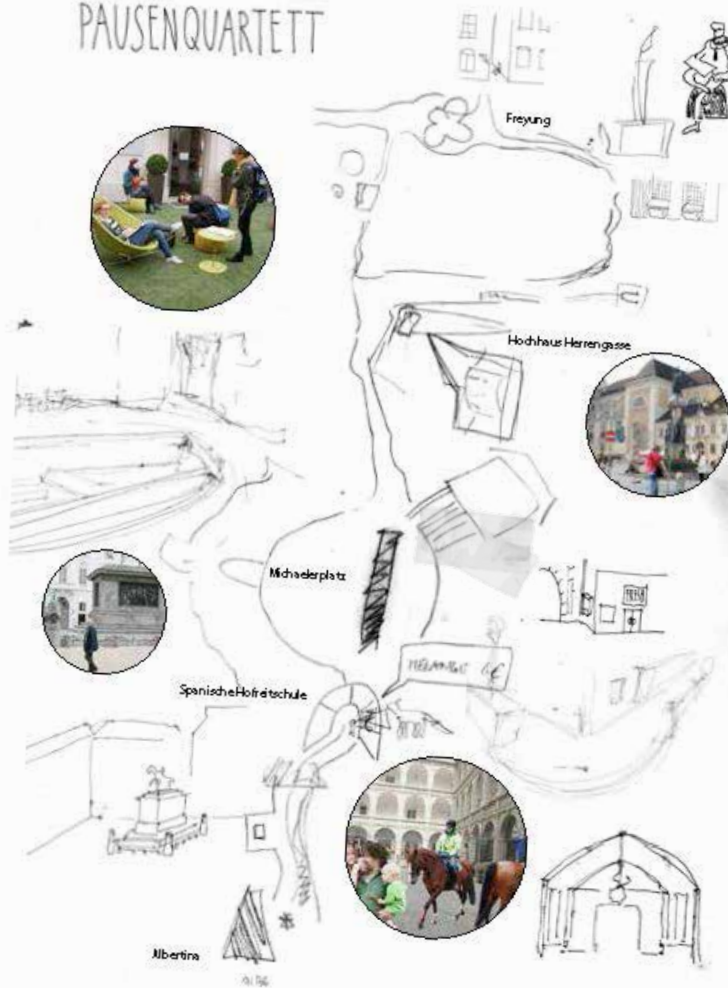 PAUSENQUARTETT
Freyung
Hochhaus Herrengasse
Michaelerplatz
Spanische Hofreitschule
Albertina